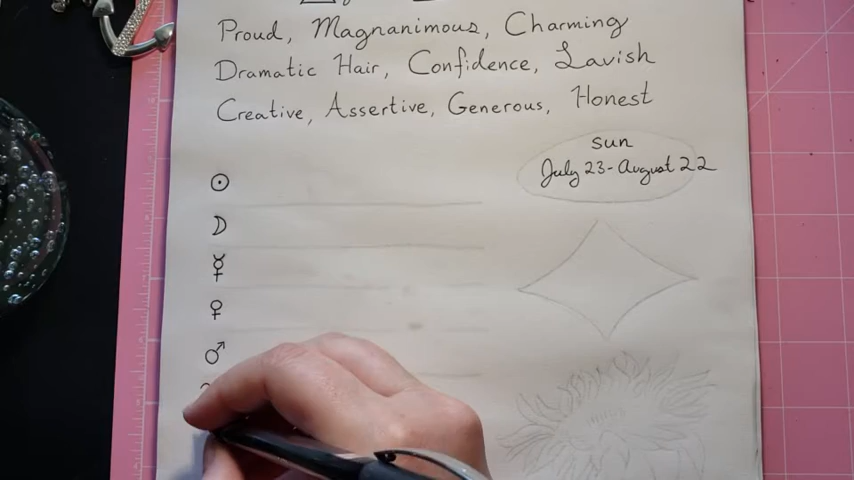 Proud, Magnanimous, Charming
Dramatic Hair, Confidence, Lavish
Creative, Assertive, Generous, Honest
sun
July 23-August 22
☉
☽
☿
♀
♂